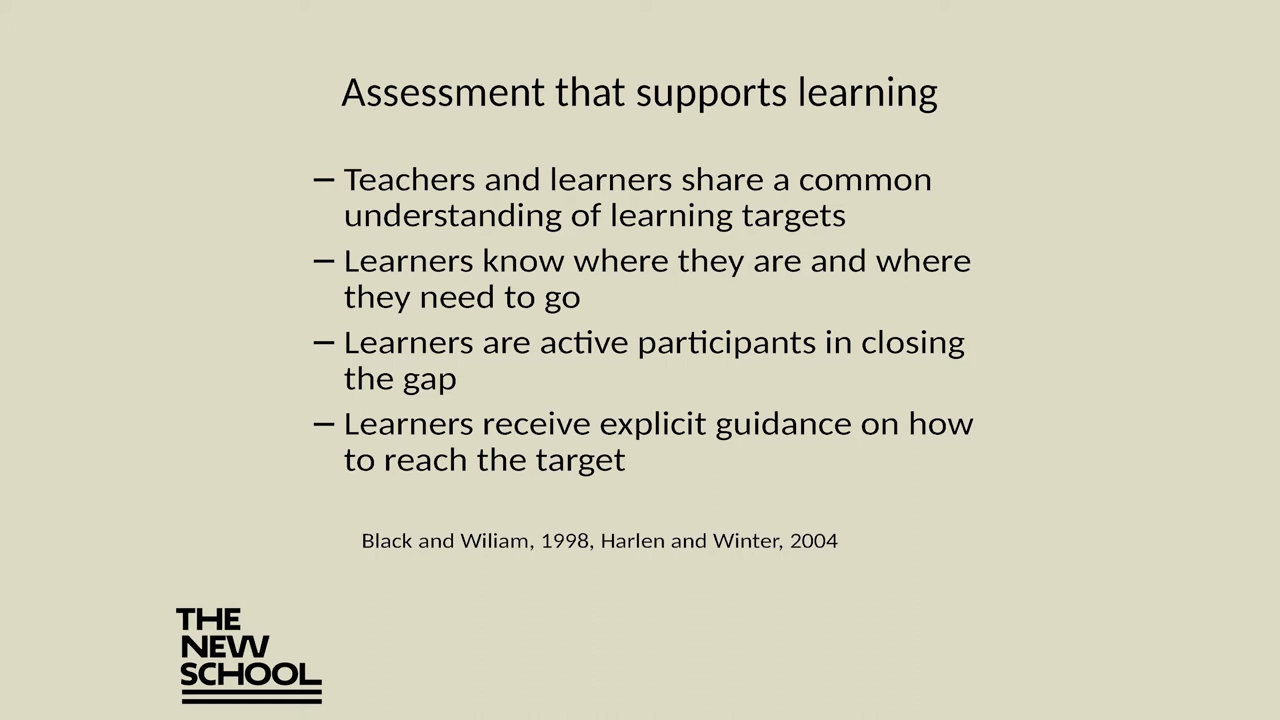 Assessment that supports learning
– Teachers and learners share a common
understanding of learning targets
– Learners know where they are and where
they need to go
– Learners are active participants in closing
the gap
– Learners receive explicit guidance on how
to reach the target
Black and Wiliam, 1998, Harlen and Winter, 2004
THE
NEW
SCHOOL